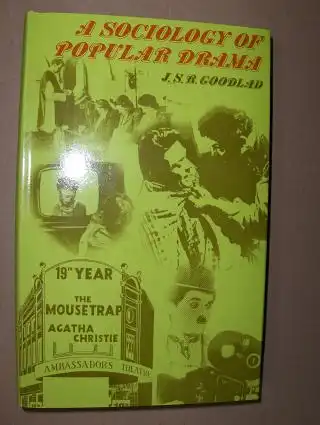 A SOCIOLOGY OF
POPULAR DRAMA
J.S.R. GOODLAD
19TH YEAR
THE
MOUSETRAP
AGATHA
CHRISTIE
AMBASSADORS THEATRE